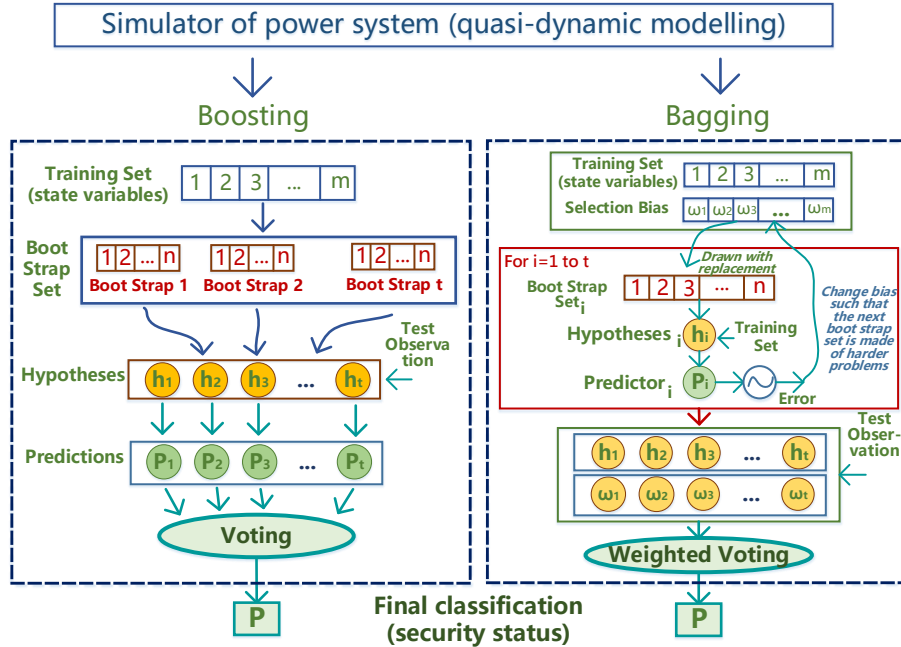 Simulator of power system (quasi-dynamic modelling)
Boosting
Training Set
(state variables)
1 2 3 ... m
Boot
Strap
Set
1 2 ... n
Boot Strap 1
1 2 ... n
Boot Strap 2
1 2 ... n
Boot Strap t
Test
Observa
tion
Hypotheses
h1 h2 h3 ... ht
Predictions
P1 P2 P3 ... Pt
Voting
P
Bagging
Training Set
(state variables)
1 2 3 ... m
Selection Bias
ω1 ω2 ω3 ... ωm
For i=1 to t
Drawn with
replacement
Boot Strap
Set i
1 2 3 ... n
Hypotheses i
hi
Training
Set
Predictor i
Pi
Error
Change bias
such that
the next
boot strap
set is made
of harder
problems
h1 h2 h3 ... ht
ω1 ω2 ω3 ... ωt
Test
Obser-
vation
Weighted Voting
P
Final classification
(security status)